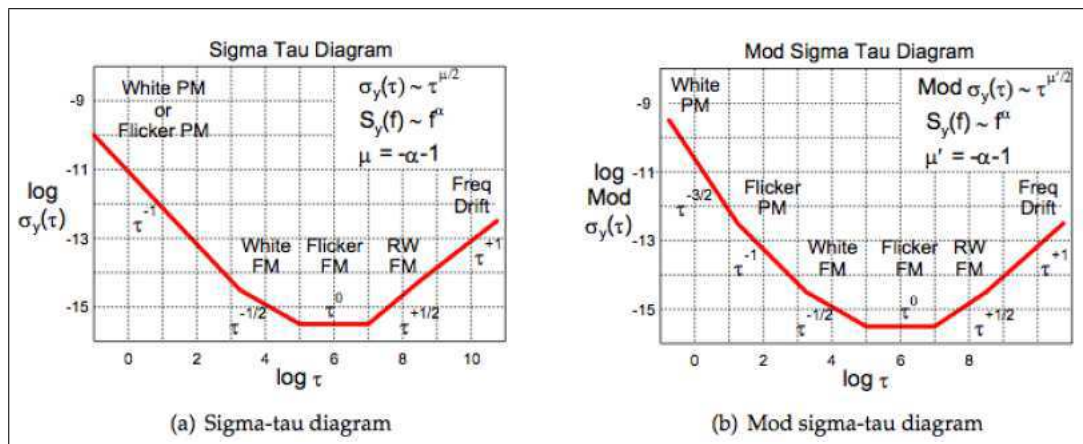 Sigma Tau Diagram
White PM
or
Flicker PM
σy(τ) ~ τ^μ/2
Sy(f) ~ f^α
μ = -α-1
-9
-11
-13
-15
log
σy(τ)
τ^-1
White
FM
Flicker
FM
RW
FM
Freq
Drift
τ^-1/2
τ^0
τ^+1/2
τ^+1
0 2 4 6 8 10
log τ
(a) Sigma-tau diagram
Mod Sigma Tau Diagram
White
PM
Mod σy(τ) ~ τ^μ'/2
Sy(f) ~ f^α
μ' = -α-1
-9
-11
-13
-15
log
Mod
σy(τ)
τ^-3/2
Flicker
PM
τ^-1
White
FM
Flicker
FM
RW
FM
Freq
Drift
τ^-1/2
τ^0
τ^+1/2
τ^+1
0 2 4 6 8
log τ
(b) Mod sigma-tau diagram